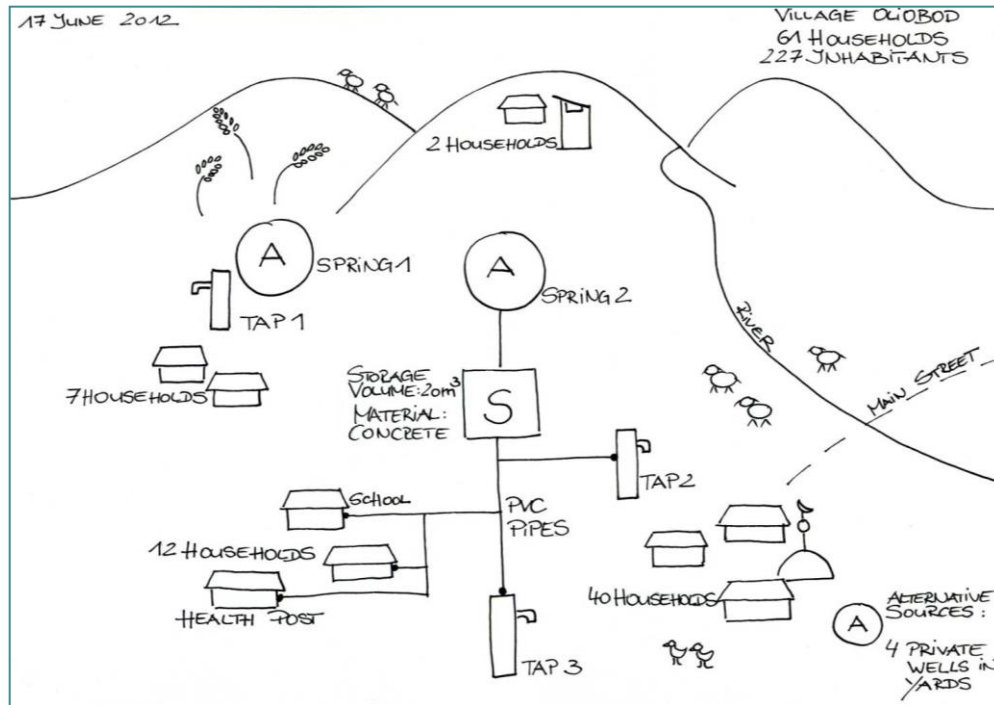 17 JUNE 2012
VILLAGE OLIOBOD
61 HOUSEHOLDS
227 INHABITANTS
2 HOUSEHOLDS
A
SPRING 1
A
SPRING 2
TAP 1
RIVER
MAIN STREET
7 HOUSEHOLDS
STORAGE
VOLUME: 20m³
MATERIAL:
CONCRETE
S
TAP 2
SCHOOL
PVC
PIPES
12 HOUSEHOLDS
HEALTH POST
40 HOUSEHOLDS
TAP 3
A
ALTERNATIVE
SOURCES:
4 PRIVATE
WELLS IN
YARDS